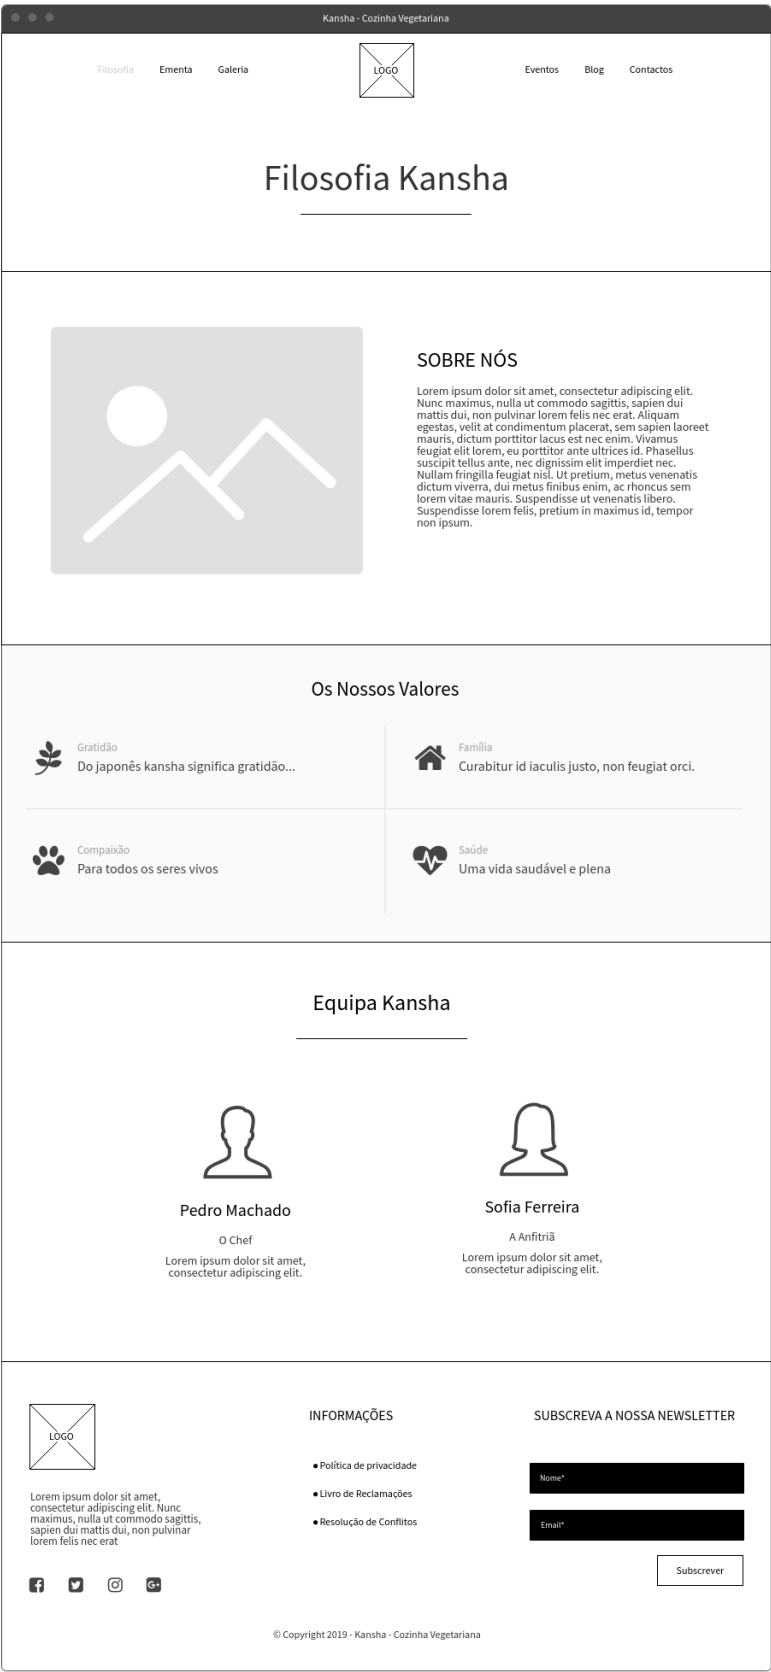 Kansha - Cozinha Vegetariana
Filosofia Ementa Galeria LOGO Eventos Blog Contactos
Filosofia Kansha
SOBRE NÓS
Lorem ipsum dolor sit amet, consectetur adipiscing elit.
Nunc maximus, nulla ut commodo sagittis, sapien dui
mattis dui, non pulvinar lorem felis nec erat. Aliquam
egestas, velit at condimentum placerat, sem sapien laoreet
mauris, dictum porttitor lacus est nec enim. Vivamus
feugiat elit lorem, eu porttitor ante ultrices id. Phasellus
suscipit tellus ante, nec dignissim elit imperdiet nec.
Nullam fringilla feugiat nisl. Ut pretium, metus venenatis
dictum viverra, dui metus finibus enim, ac rhoncus sem
lorem vitae mauris. Suspendisse ut venenatis libero.
Suspendisse lorem felis, pretium in maximus id, tempor
non ipsum.
Os Nossos Valores
Gratidão
Do japonês kansha significa gratidão...
Família
Curabitur id iaculis justo, non feugiat orci.
Compaixão
Para todos os seres vivos
Saúde
Uma vida saudável e plena
Equipa Kansha
Pedro Machado
O Chef
Lorem ipsum dolor sit amet,
consectetur adipiscing elit.
Sofia Ferreira
A Anfitriã
Lorem ipsum dolor sit amet,
consectetur adipiscing elit.
LOGO
Lorem ipsum dolor sit amet,
consectetur adipiscing elit. Nunc
maximus, nulla ut commodo sagittis,
sapien dui mattis dui, non pulvinar
lorem felis nec erat
INFORMAÇÕES
● Política de privacidade
● Livro de Reclamações
● Resolução de Conflitos
SUBSCREVA A NOSSA NEWSLETTER
Nome*
Email*
Subscrever
© Copyright 2019 - Kansha - Cozinha Vegetariana